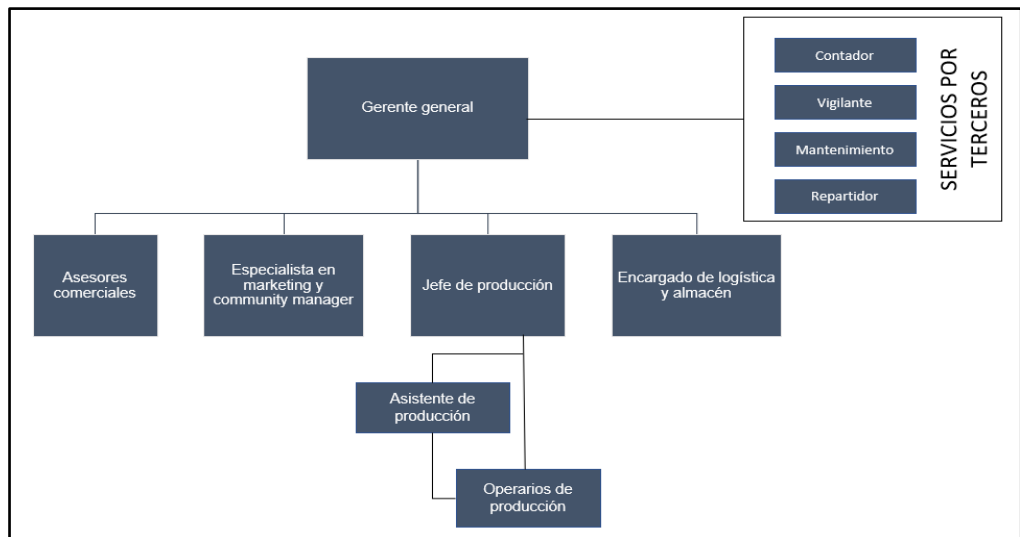 Gerente general
Contador
Vigilante
Mantenimiento
Repartidor
SERVICIOS POR
TERCEROS
Asesores
comerciales
Especialista en
marketing y
community manager
Jefe de producción
Encargado de logística
y almacén
Asistente de
producción
Operarios de
producción